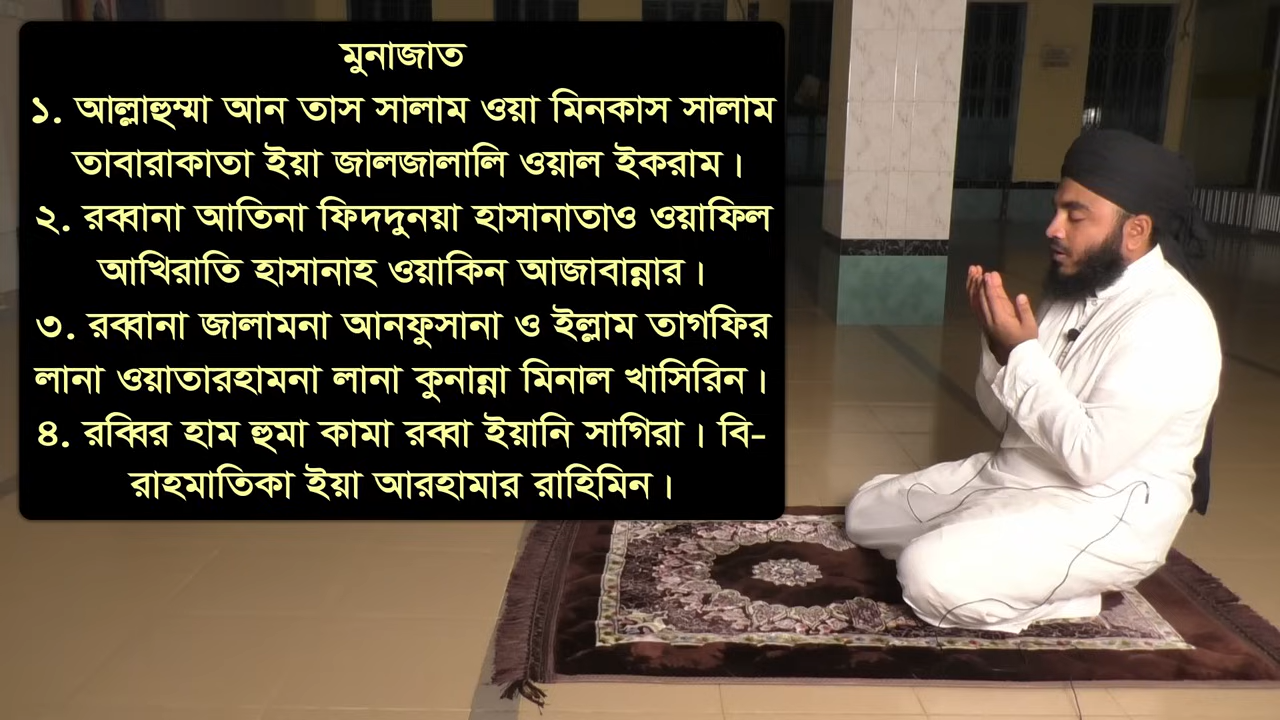 মুনাজাত
১. আল্লাহুম্মা আন তাস সালাম ওয়া মিনকাস সালাম
তাবারাকাতা ইয়া জালজালালি ওয়াল ইকরাম।
২. রব্বানা আতিনা ফিদদুনয়া হাসানাতাও ওয়াফিল
আখিরাতি হাসানাহ ওয়াকিন আজাবান্নার।
৩. রব্বানা জালামনা আনফুসানা ও ইল্লাম তাগফির
লানা ওয়াতারহামনা লানা কুনান্না মিনাল খাসিরিন।
৪. রব্বির হাম হুমা কামা রব্বা ইয়ানি সাগিরা। বি-
রাহমাতিকা ইয়া আরহামার রাহিমিন।